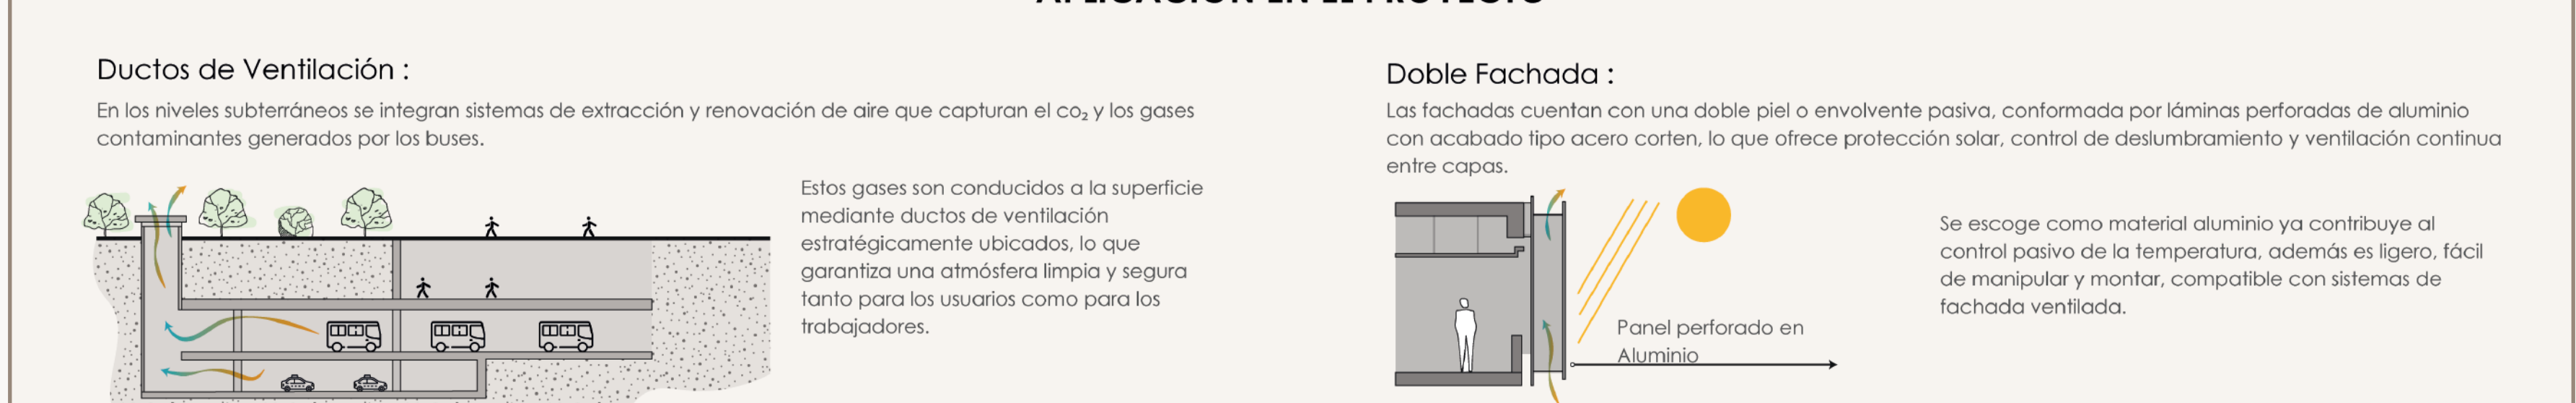 APLICACIÓN EN EL PROYECTO
Ductos de Ventilación :
En los niveles subterráneos se integran sistemas de extracción y renovación de aire que capturan el co₂ y los gases
contaminantes generados por los buses.
Estos gases son conducidos a la superficie
mediante ductos de ventilación
estratégicamente ubicados, lo que
garantiza una atmósfera limpia y segura
tanto para los usuarios como para los
trabajadores.
Doble Fachada :
Las fachadas cuentan con una doble piel o envolvente pasiva, conformada por láminas perforadas de aluminio
con acabado tipo acero corten, lo que ofrece protección solar, control de deslumbramiento y ventilación continua
entre capas.
Panel perforado en
Aluminio
Se escoge como material aluminio ya contribuye al
control pasivo de la temperatura, además es ligero, fácil
de manipular y montar, compatible con sistemas de
fachada ventilada.